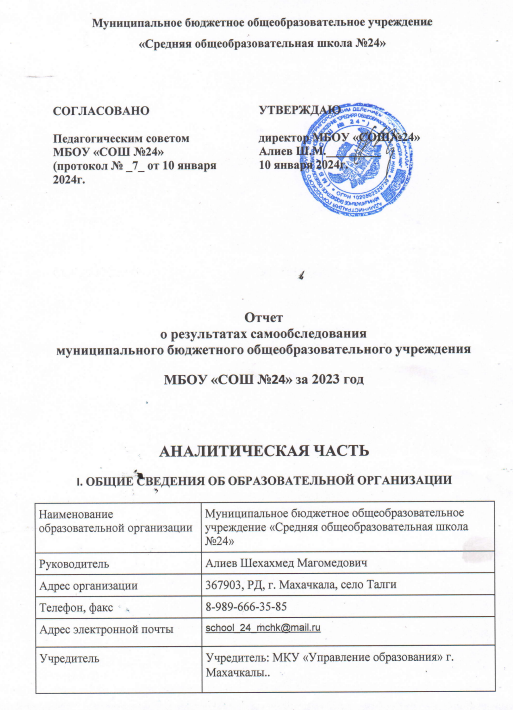 Муниципальное бюджетное общеобразовательное учреждение
«Средняя общеобразовательная школа №24»
СОГЛАСОВАНО
Педагогическим советом
МБОУ «СОШ №24»
(протокол № _7_ от 10 января
2024г.
УТВЕРЖДАЮ
директор МБОУ «СОШ №24»
Алиев Ш.М.
10 января 2024г.
Отчет
о результатах самообследования
муниципального бюджетного общеобразовательного учреждения
МБОУ «СОШ №24» за 2023 год
АНАЛИТИЧЕСКАЯ ЧАСТЬ
I. ОБЩИЕ СВЕДЕНИЯ ОБ ОБРАЗОВАТЕЛЬНОЙ ОРГАНИЗАЦИИ
Наименование
образовательной организации
Муниципальное бюджетное общеобразовательное
учреждение «Средняя общеобразовательная школа
№24»
Руководитель
Алиев Шехахмед Магомедович
Адрес организации
367903, РД, г. Махачкала, село Талги
Телефон, факс
8-989-666-35-85
Адрес электронной почты
school_24_mchk@mail.ru
Учредитель
Учредитель: МКУ «Управление образования» г.
Махачкалы..